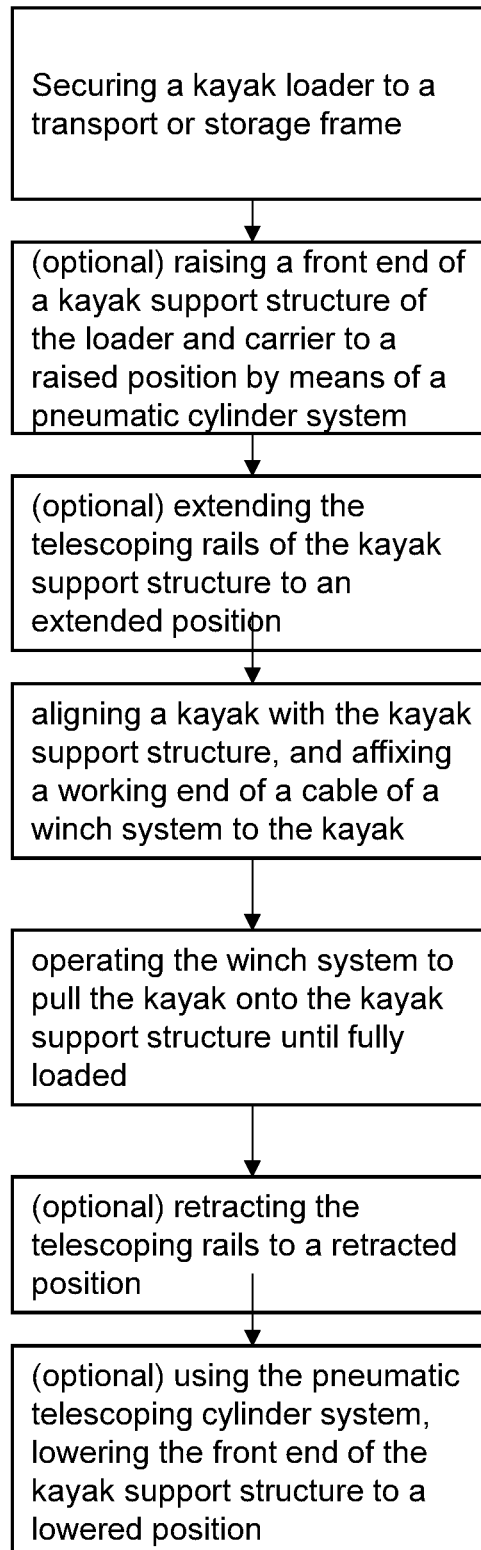 Securing a kayak loader to a
transport or storage frame
(optional) raising a front end of
a kayak support structure of
the loader and carrier to a
raised position by means of a
pneumatic cylinder system
(optional) extending the
telescoping rails of the kayak
support structure to an
extended position
aligning a kayak with the kayak
support structure, and affixing
a working end of a cable of a
winch system to the kayak
operating the winch system to
pull the kayak onto the kayak
support structure until fully
loaded
(optional) retracting the
telescoping rails to a retracted
position
(optional) using the pneumatic
telescoping cylinder system,
lowering the front end of the
kayak support structure to a
lowered position